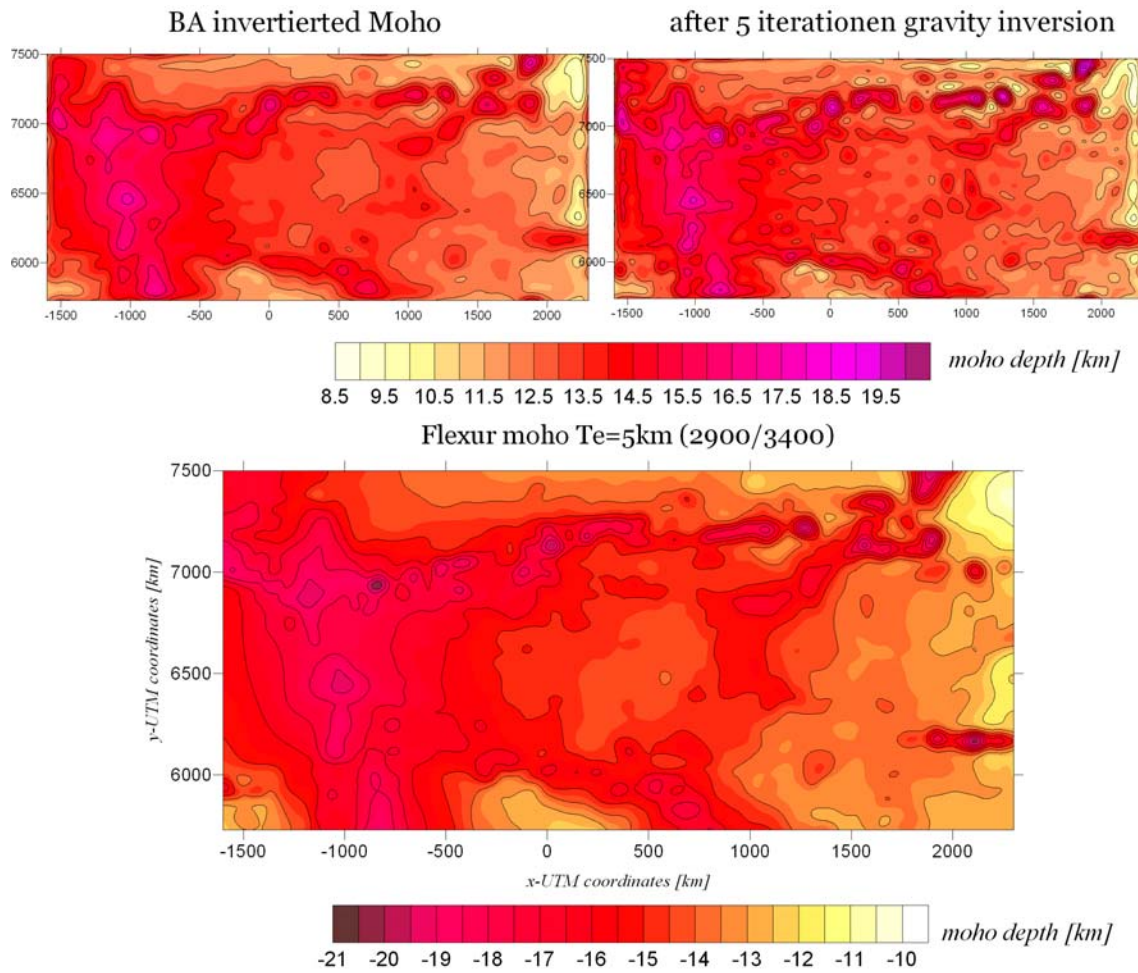 BA invertierted Moho
after 5 iterationen gravity inversion
7500
7000
6500
6000
-1500 -1000 -500 0 500 1000 1500 2000
7500
7000
6500
6000
-1500 -1000 -500 0 500 1000 1500 2000
moho depth [km]
8.5 9.5 10.5 11.5 12.5 13.5 14.5 15.5 16.5 17.5 18.5 19.5
Flexur moho Te=5km (2900/3400)
7500
7000
6500
6000
y-UTM coordinates [km]
-1500 -1000 -500 0 500 1000 1500 2000
x-UTM coordinates [km]
moho depth [km]
-21 -20 -19 -18 -17 -16 -15 -14 -13 -12 -11 -10